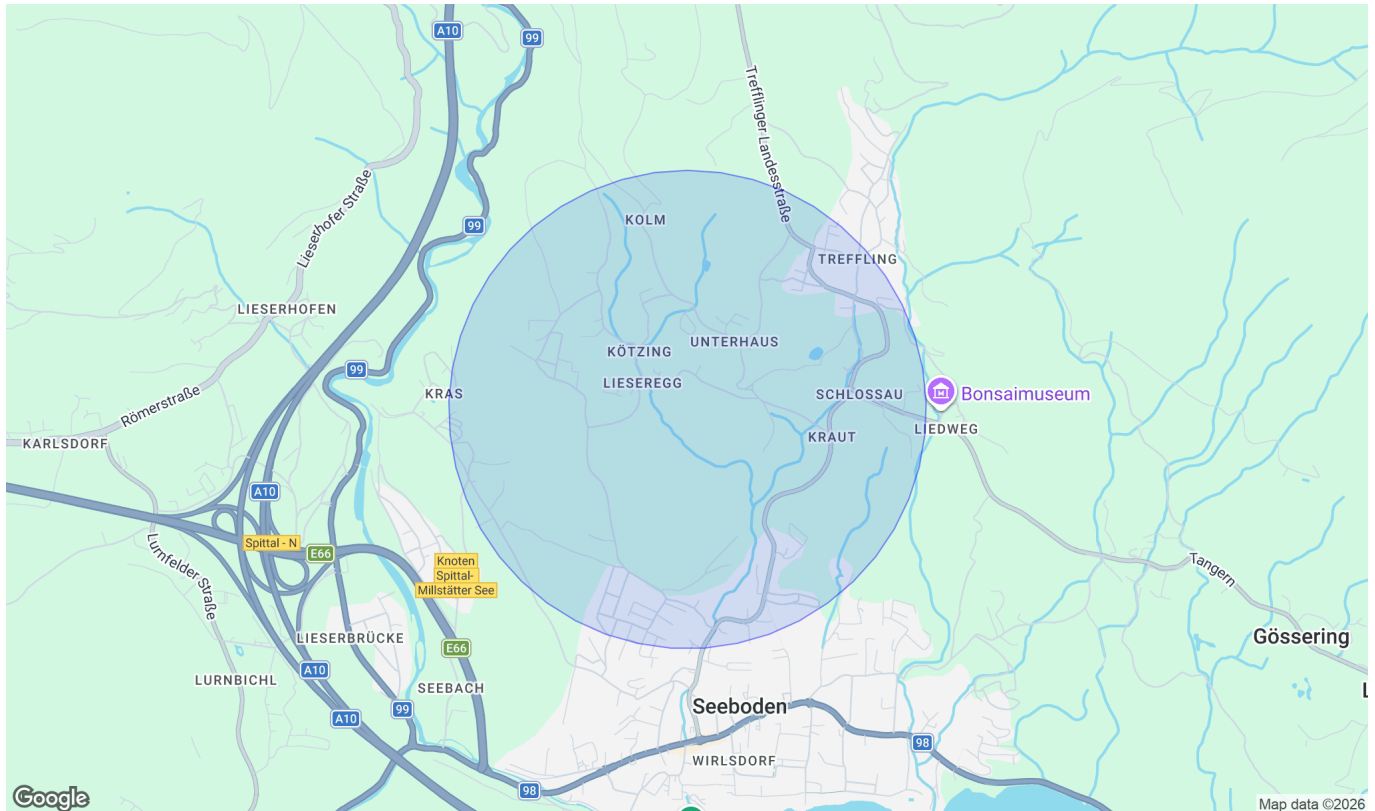 A10
99
Trefflinger Landesstraße
Lieserhofer Straße
KOLM
99
TREFFLING
LIESERHOFEN
UNTERHAUS
KÖTZING
99
LIESEREGG
KRAS
SCHLOSSAU
Bonsaimuseum
Römerstraße
LIEDWEG
KRAUT
KARLSDORF
A10
Spittal - N
E66
Knoten
Spittal-
Millstätter See
Lurnfelder Straße
Tangern
LIESERBRÜCKE
Gössering
E66
A10
LURNBICHL
SEEBACH
L
Seeboden
99
A10
98
WIRLSDORF
98
Google
Map data ©2026